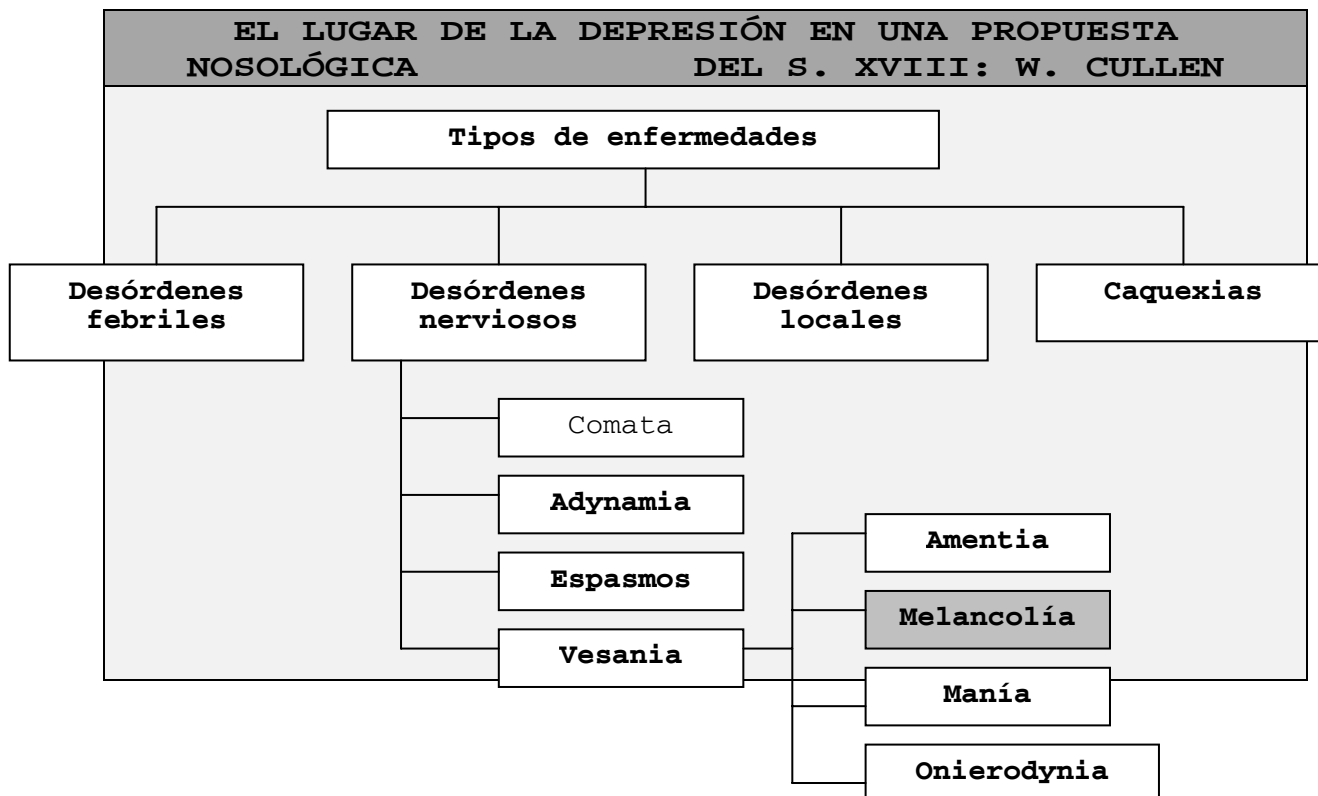 EL LUGAR DE LA DEPRESIÓN EN UNA PROPUESTA
NOSOLÓGICA DEL S. XVIII: W. CULLEN
Tipos de enfermedades
Desórdenes
febriles
Desórdenes
nerviosos
Desórdenes
locales
Caquexias
Comata
Adynamia
Espasmos
Vesania
Amentia
Melancolía
Manía
Onierodynia